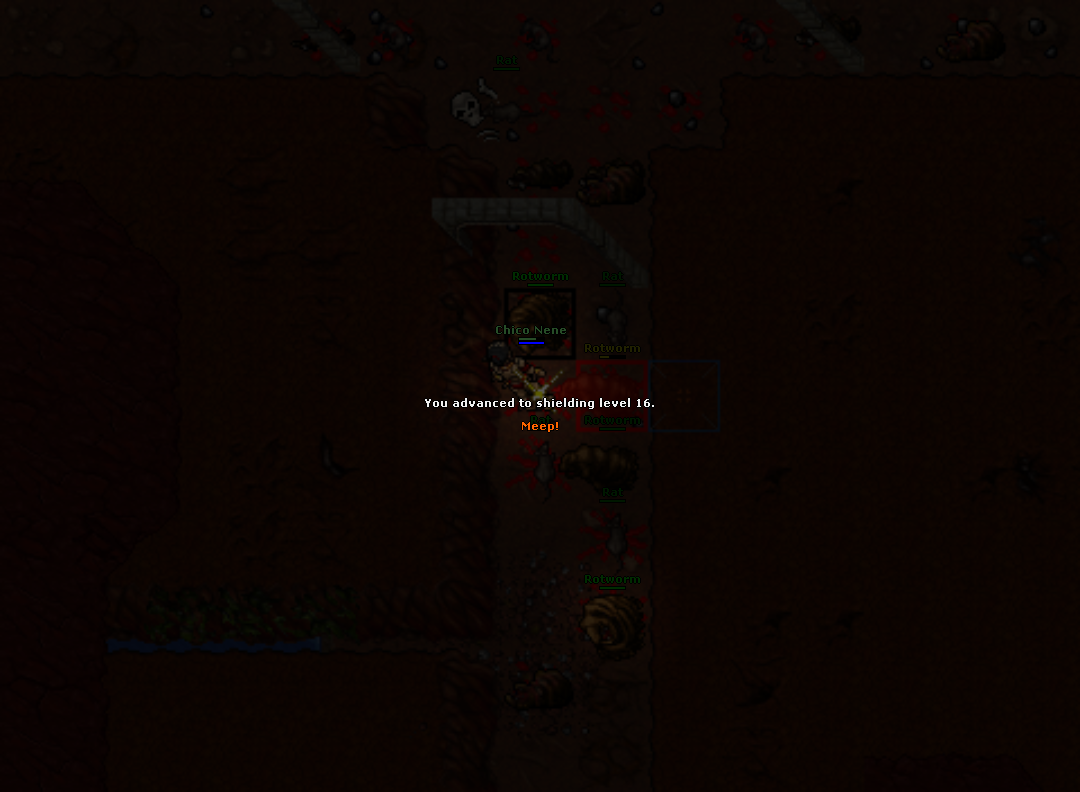 Rat
Rotworm
Rat
Chico Nene
Rotworm
You advanced to shielding level 16.
Rotworm
Meep!
Rat
Rotworm